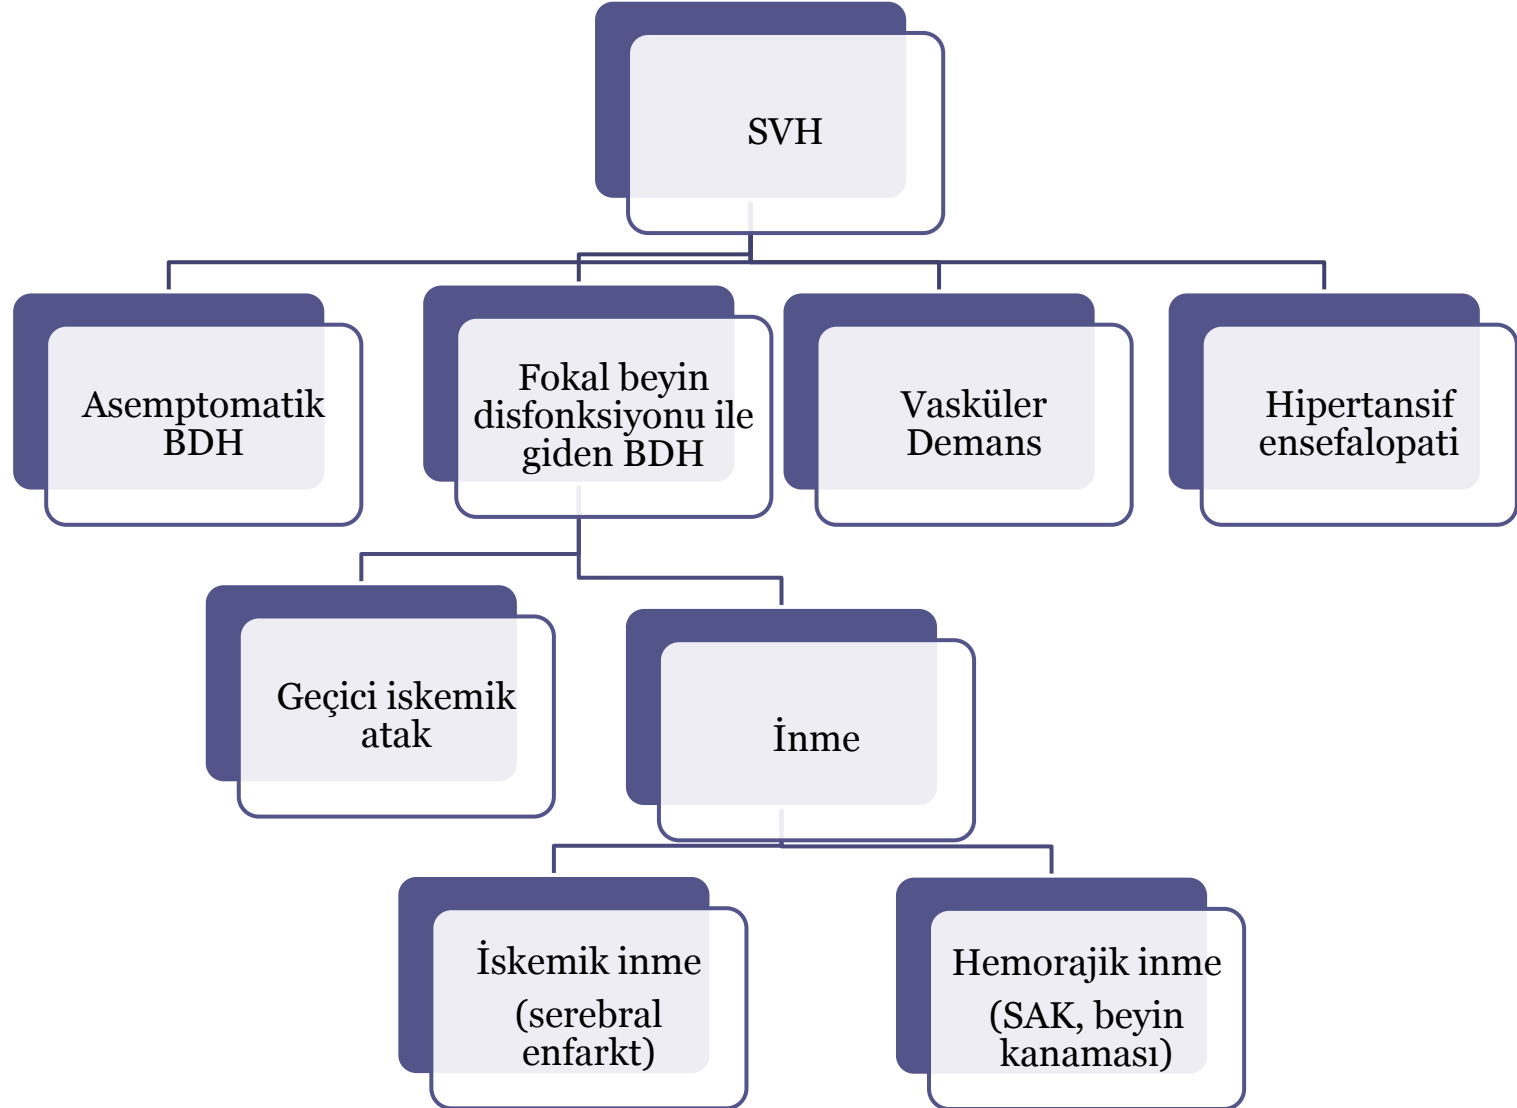 SVH
Asemptomatik
BDH
Fokal beyin
disfonksiyonu ile
giden BDH
Vasküler
Demans
Hipertansif
ensefalopati
Geçici iskemik
atak
İnme
İskemik inme
(serebral
enfarkt)
Hemorajik inme
(SAK, beyin
kanaması)